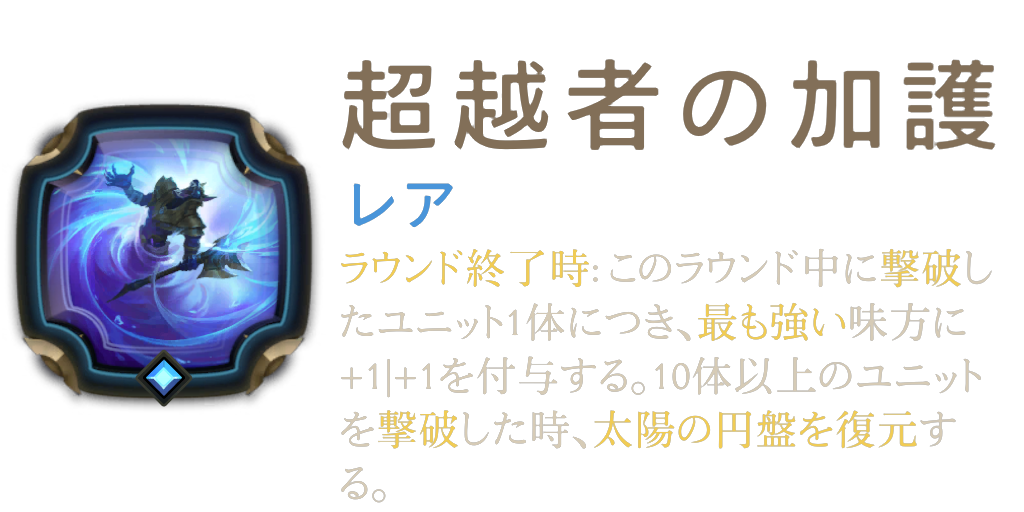 超越者の加護
レア
ラウンド終了時: このラウンド中に撃破し
たユニット1体につき、最も強い味方に
+1|+1を付与する。10体以上のユニット
を撃破した時、太陽の円盤を復元す
る。